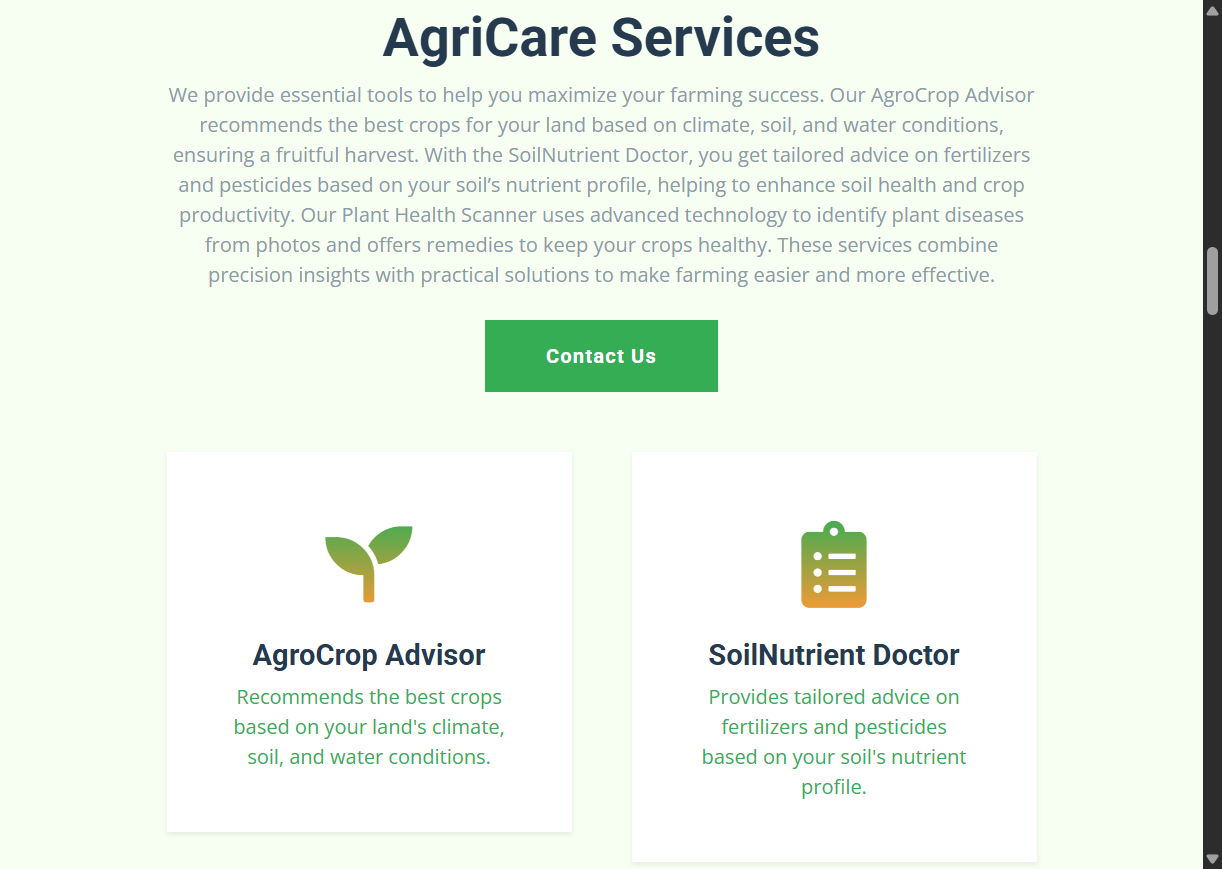 AgriCare Services
We provide essential tools to help you maximize your farming success. Our AgroCrop Advisor
recommends the best crops for your land based on climate, soil, and water conditions,
ensuring a fruitful harvest. With the SoilNutrient Doctor, you get tailored advice on fertilizers
and pesticides based on your soil’s nutrient profile, helping to enhance soil health and crop
productivity. Our Plant Health Scanner uses advanced technology to identify plant diseases
from photos and offers remedies to keep your crops healthy. These services combine
precision insights with practical solutions to make farming easier and more effective.
Contact Us
AgroCrop Advisor
Recommends the best crops
based on your land's climate,
soil, and water conditions.
SoilNutrient Doctor
Provides tailored advice on
fertilizers and pesticides
based on your soil's nutrient
profile.